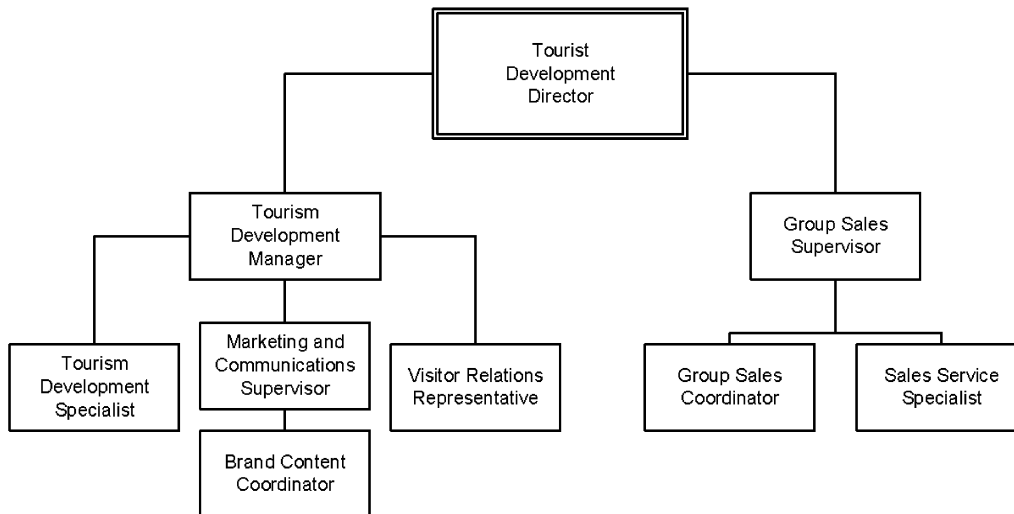 Tourist
Development
Director
Tourism
Development
Manager
Group Sales
Supervisor
Tourism
Development
Specialist
Marketing and
Communications
Supervisor
Visitor Relations
Representative
Group Sales
Coordinator
Sales Service
Specialist
Brand Content
Coordinator